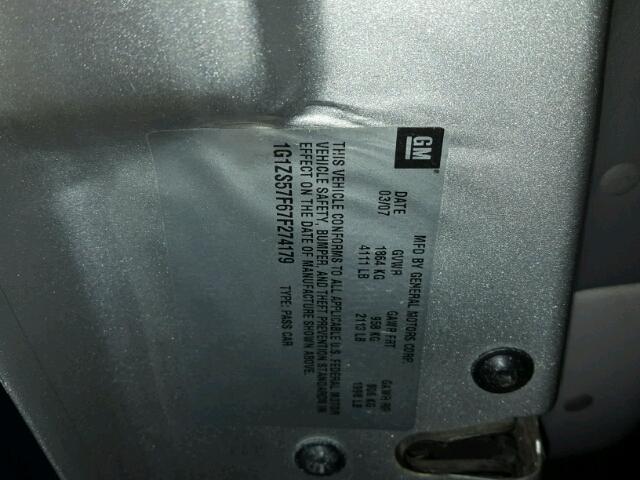 GM
MFD BY GENERAL MOTORS CORP.
DATE GVWR GAWR FRT GAWR RR
03/07 1864 KG 958 KG 906 KG
4111 LB 2113 LB 1998 LB
THIS VEHICLE CONFORMS TO ALL APPLICABLE U.S. FEDERAL MOTOR
VEHICLE SAFETY, BUMPER, AND THEFT PREVENTION STANDARDS IN
EFFECT ON THE DATE OF MANUFACTURE SHOWN ABOVE.
1G1ZS57F67F274179 TYPE: PASS CAR